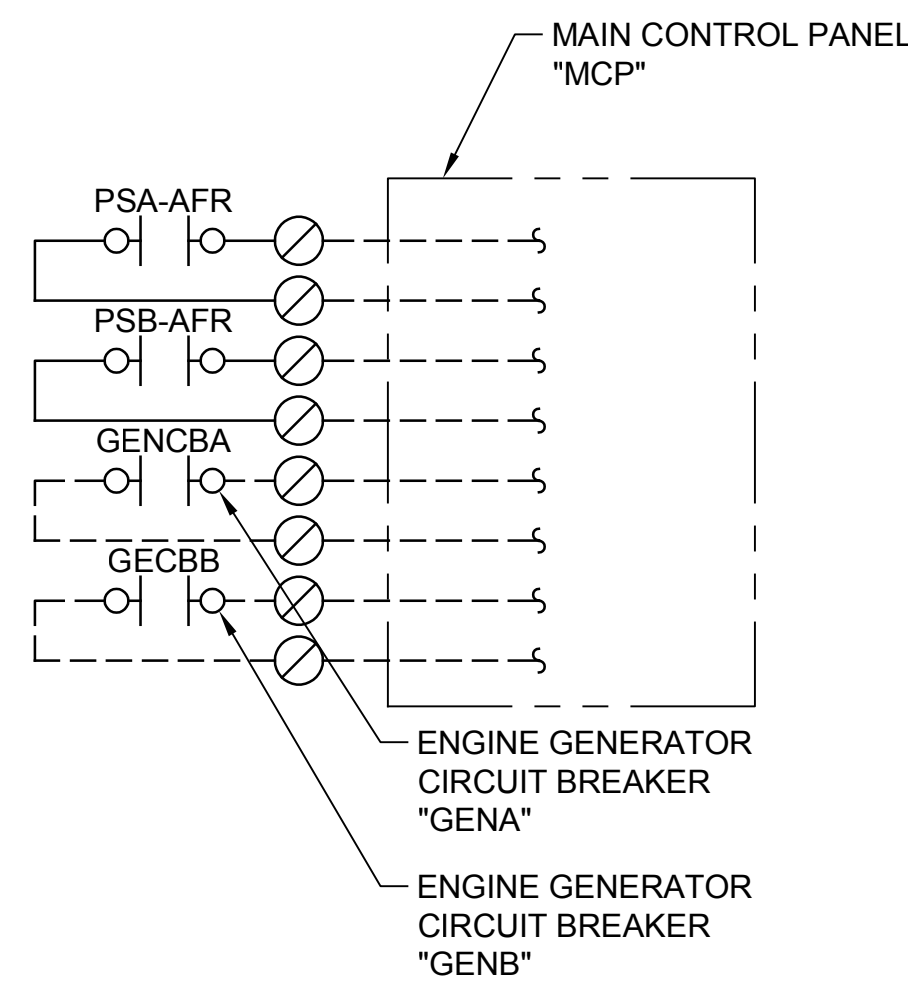 MAIN CONTROL PANEL
"MCP"
PSA-AFR
PSB-AFR
GENCBA
GECBB
ENGINE GENERATOR
CIRCUIT BREAKER
"GENA"
ENGINE GENERATOR
CIRCUIT BREAKER
"GENB"